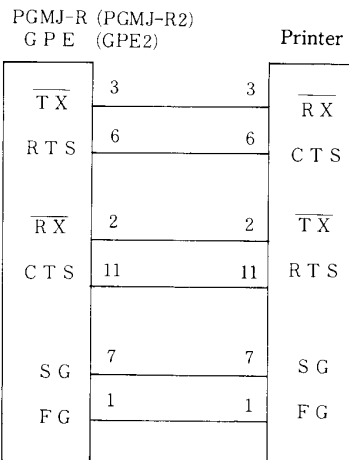 PGMJ-R (PGMJ-R2)
GPE (GPE2) Printer
TX 3 3 RX
RTS 6 6 CTS
RX 2 2 TX
CTS 11 11 RTS
SG 7 7 SG
FG 1 1 FG